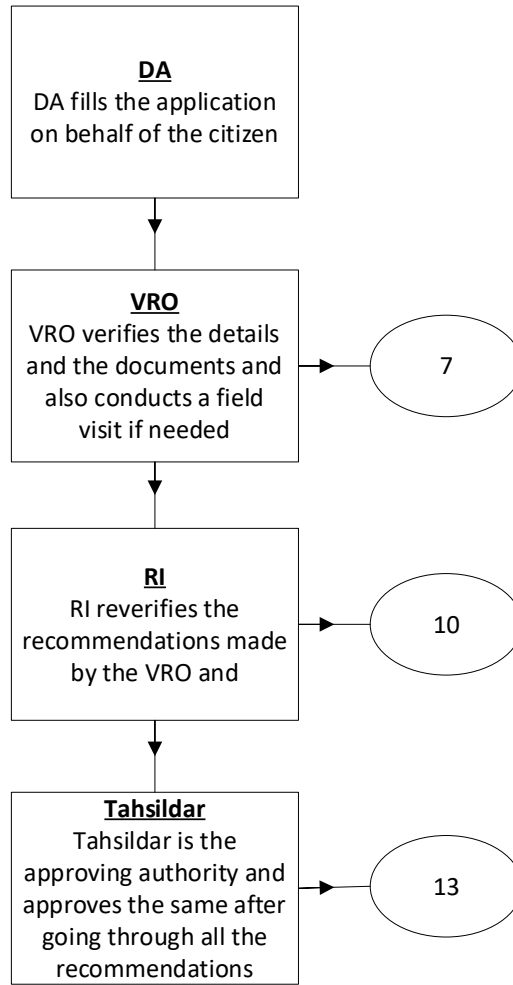 DA
DA fills the application
on behalf of the citizen
VRO
VRO verifies the details
and the documents and
also conducts a field
visit if needed
7
RI
RI reverifies the
recommendations made
by the VRO and
10
Tahsildar
Tahsildar is the
approving authority and
approves the same after
going through all the
recommendations
13